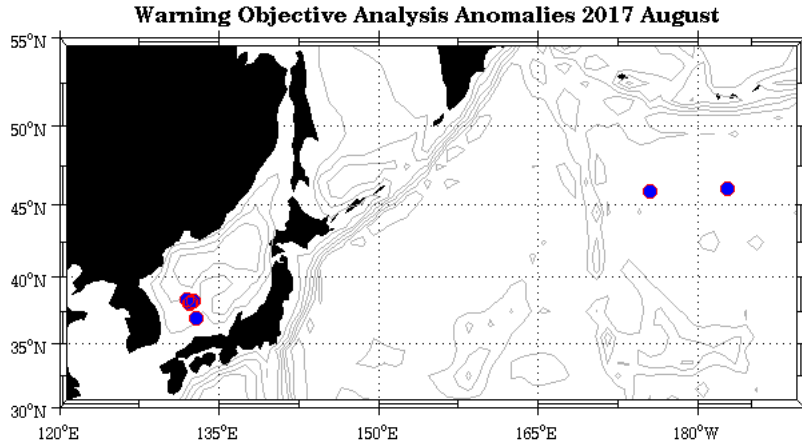 Warning Objective Analysis Anomalies 2017 August
55°N
50°N
45°N
40°N
35°N
30°N
120°E 135°E 150°E 165°E 180°W